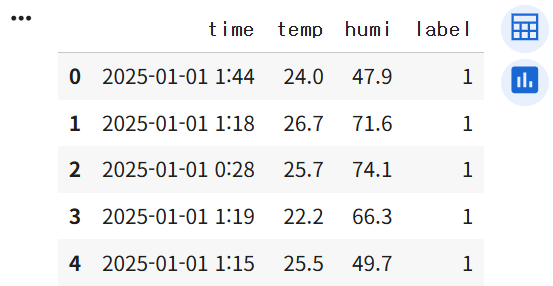 time temp humi label
0 2025-01-01 1:44 24.0 47.9 1
1 2025-01-01 1:18 26.7 71.6 1
2 2025-01-01 0:28 25.7 74.1 1
3 2025-01-01 1:19 22.2 66.3 1
4 2025-01-01 1:15 25.5 49.7 1